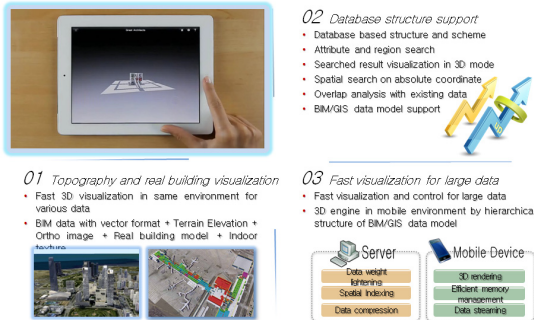 02 Database structure support
• Database based structure and scheme
• Attribute and region search
• Searched result visualization in 3D mode
• Spatial search on absolute coordinate
• Overlap analysis with existing data
• BIM/GIS data model support
01 Topography and real building visualization
• Fast 3D visualization in same environment for
various data
• BIM data with vector format + Terrain Elevation +
Ortho image + Real building model + Indoor
texture
03 Fast visualization for large data
• Fast visualization and control for large data
• 3D engine in mobile environment by hierarchica
structure of BIM/GIS data model
Server
Data weight
lightening
Spatial Indexing
Data compression
Mobile Device
3D rendering
Efficient memory
management
Data streaming